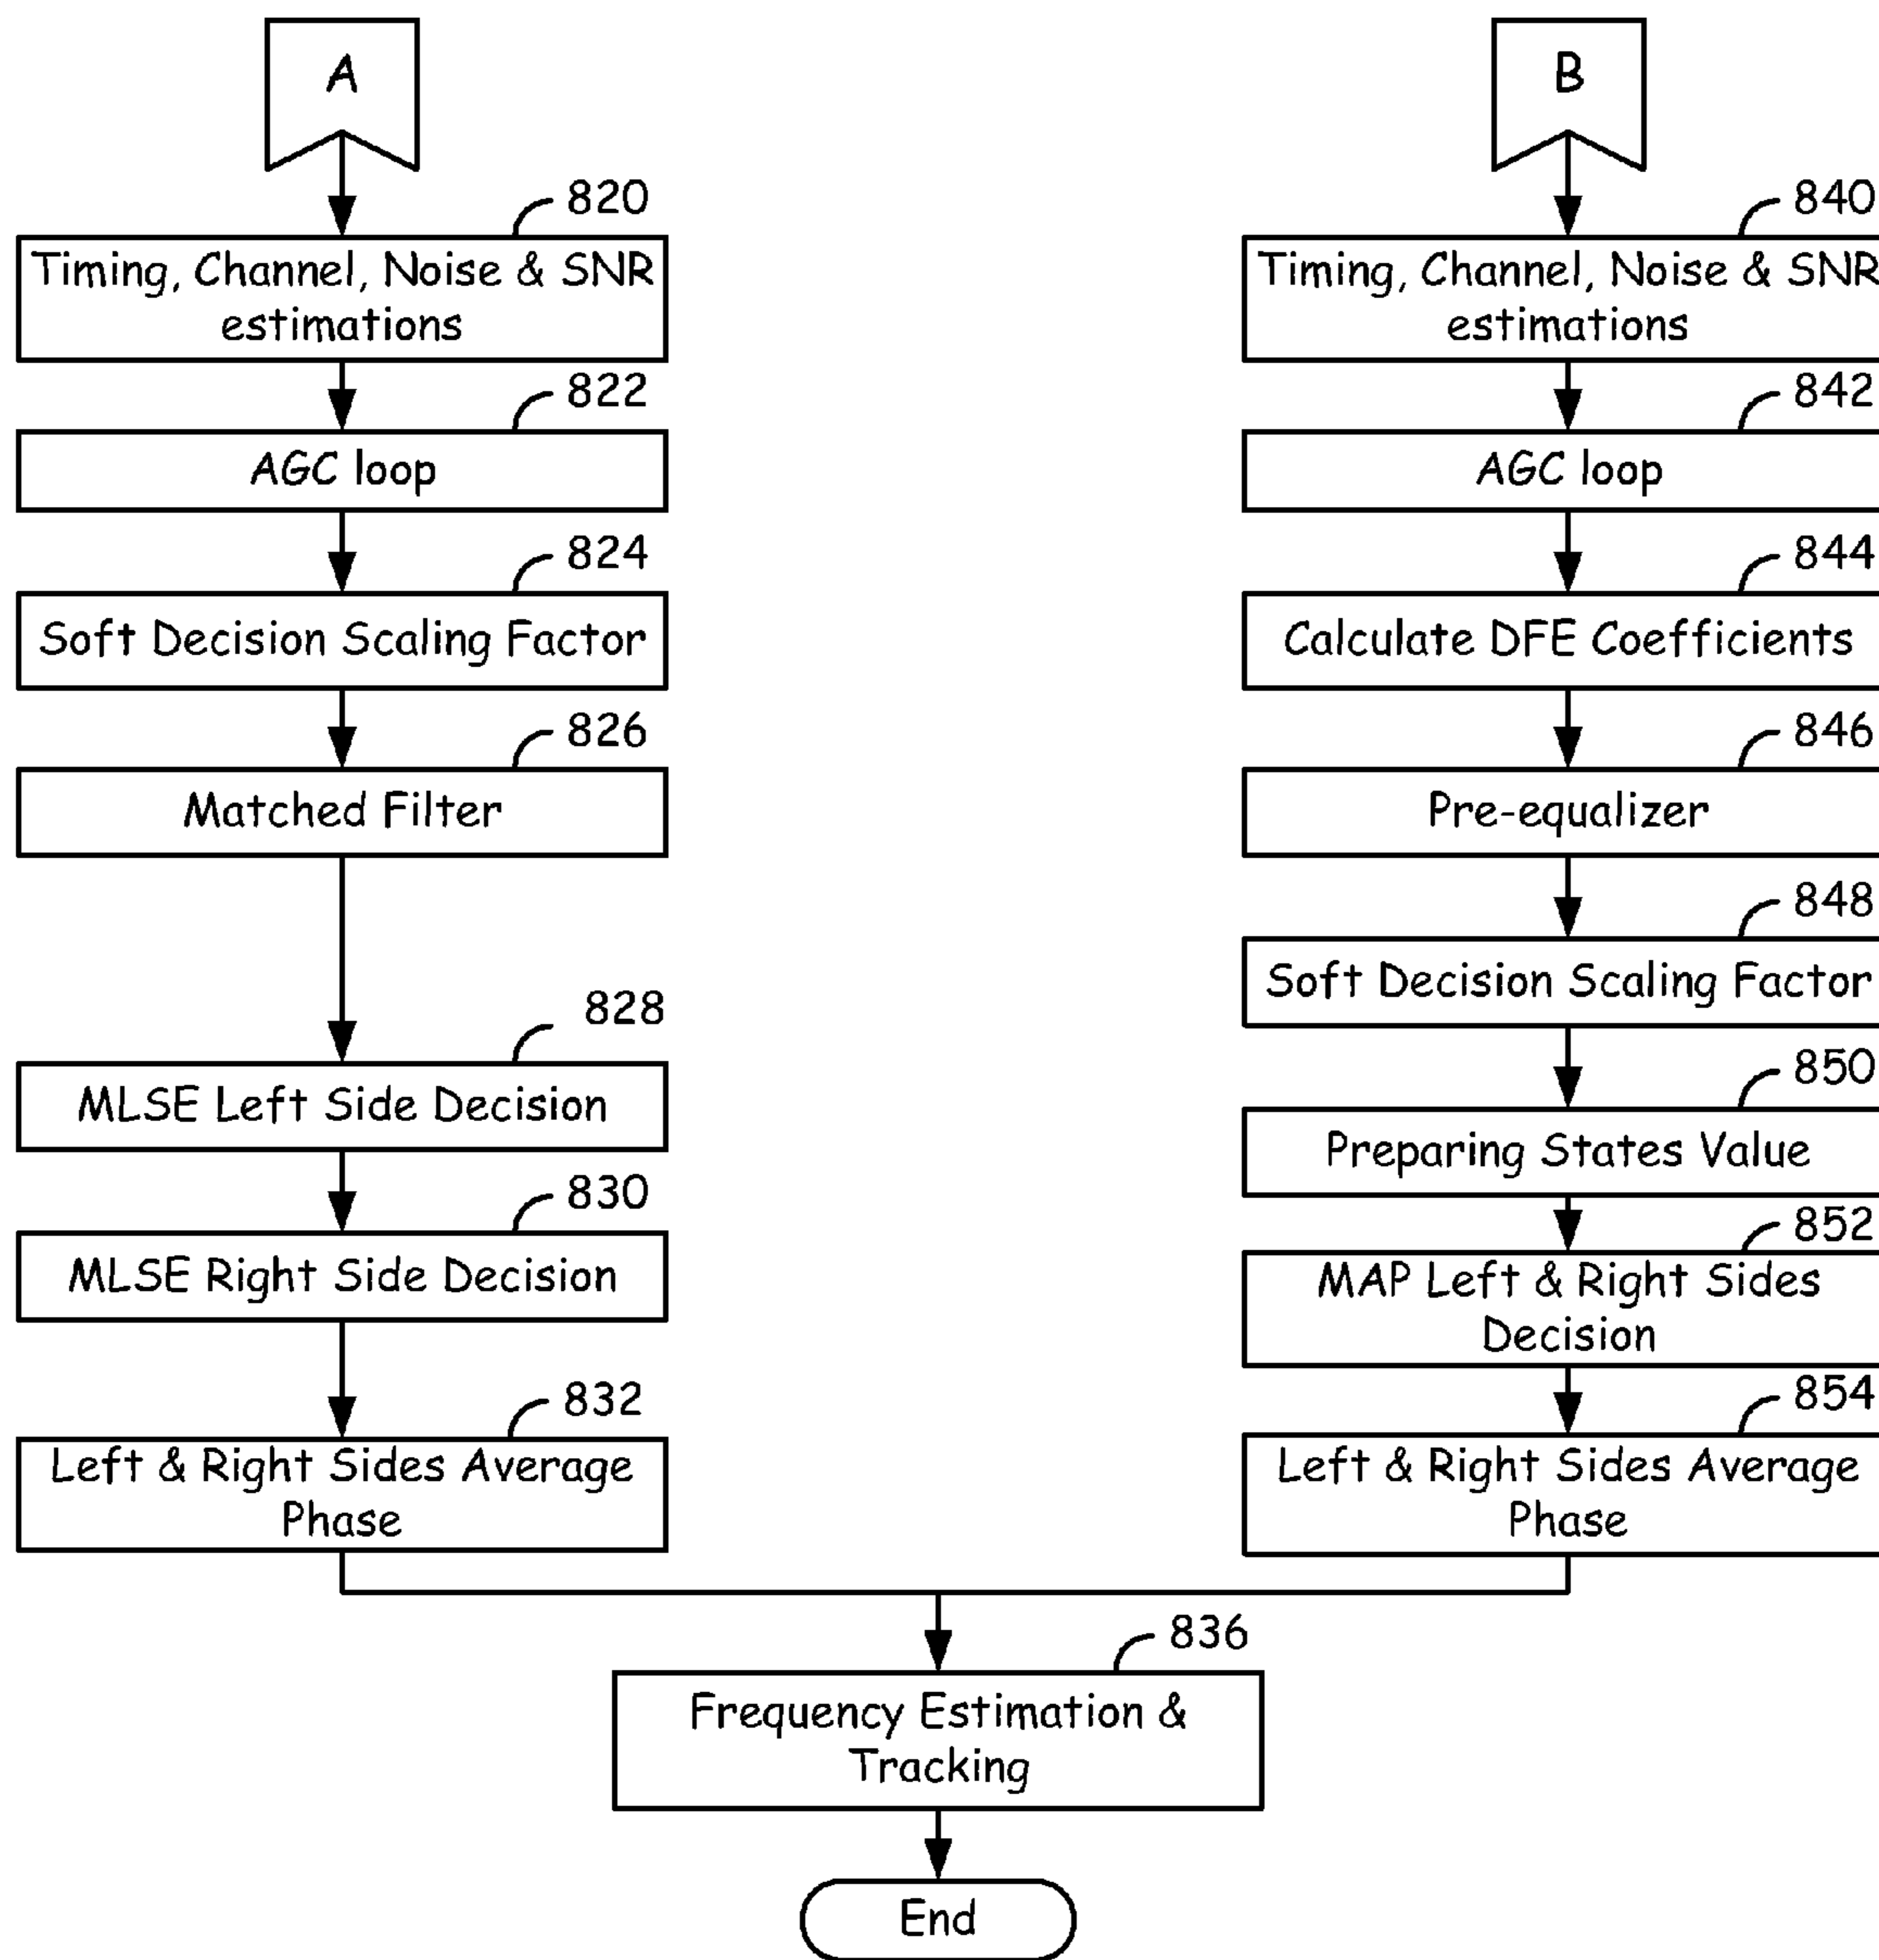 A
820
Timing, Channel, Noise & SNR
estimations
822
AGC loop
824
Soft Decision Scaling Factor
826
Matched Filter
828
MLSE Left Side Decision
830
MLSE Right Side Decision
832
Left & Right Sides Average
Phase
B
840
Timing, Channel, Noise & SNR
estimations
842
AGC loop
844
Calculate DFE Coefficients
846
Pre-equalizer
848
Soft Decision Scaling Factor
850
Preparing States Value
852
MAP Left & Right Sides
Decision
854
Left & Right Sides Average
Phase
836
Frequency Estimation &
Tracking
End